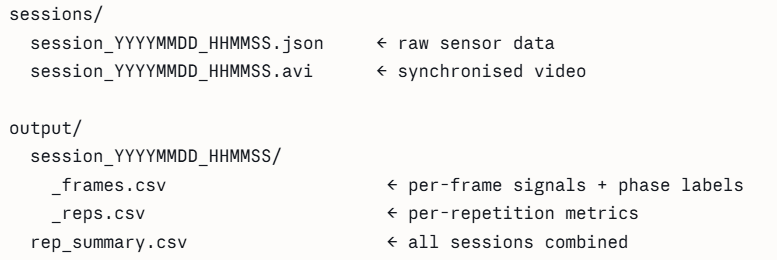 sessions/
session_YYYYMMDD_HHMMSS.json ← raw sensor data
session_YYYYMMDD_HHMMSS.avi ← synchronised video
output/
session_YYYYMMDD_HHMMSS/
_frames.csv ← per-frame signals + phase labels
_reps.csv ← per-repetition metrics
rep_summary.csv ← all sessions combined